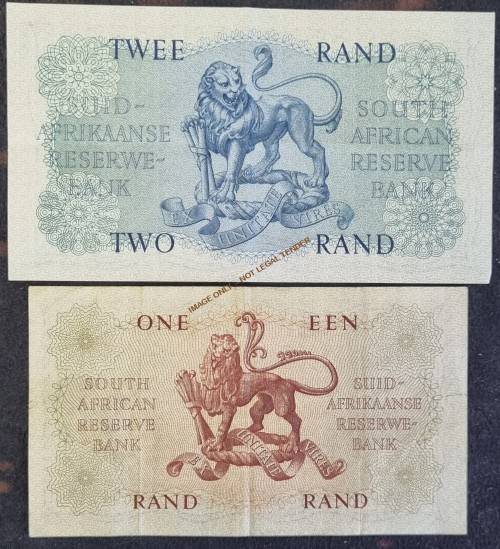 TWEE RAND
SUID-
AFRIKAANSE
RESERWE-
BANK
SOUTH
AFRICAN
RESERVE
BANK
EX UNITATE VIRES
TWO RAND
IMAGE ONLY, NOT LEGAL TENDER
ONE EEN
SOUTH
AFRICAN
RESERVE
BANK
SUID-
AFRIKAANSE
RESERWE-
BANK
EX UNITATE VIRES
RAND RAND